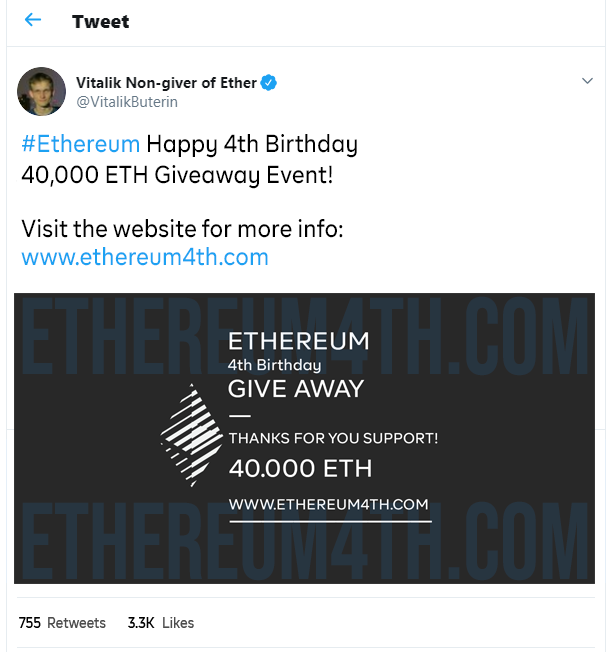 Tweet
Vitalik Non-giver of Ether
@VitalikButerin
#Ethereum Happy 4th Birthday
40,000 ETH Giveaway Event!
Visit the website for more info:
www.ethereum4th.com
ETHEREUM4TH.COM
ETHEREUM
4th Birthday
GIVE AWAY
THANKS FOR YOU SUPPORT!
40.000 ETH
WWW.ETHEREUM4TH.COM
ETHEREUM4TH.COM
755 Retweets 3.3K Likes